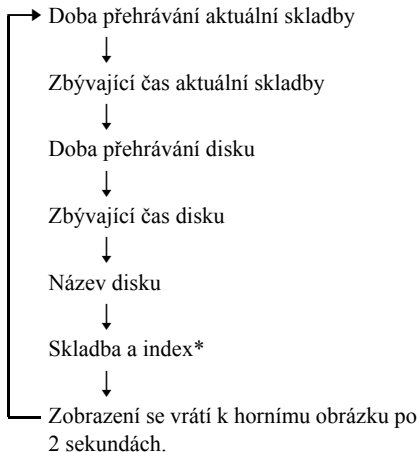 Doba přehrávání aktuální skladby
Zbývající čas aktuální skladby
Doba přehrávání disku
Zbývající čas disku
Název disku
Skladba a index*
Zobrazení se vrátí k hornímu obrázku po
2 sekundách.